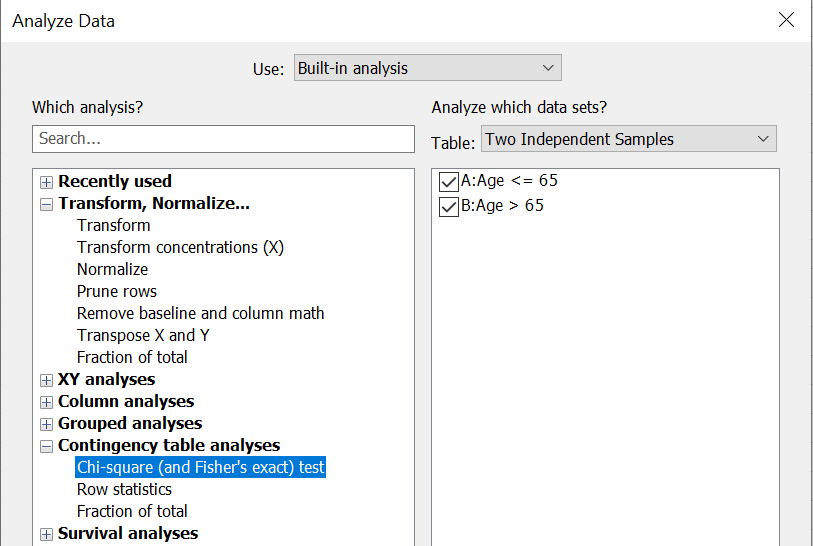 Analyze Data
Use: Built-in analysis
Which analysis?
Search...
Recently used
Transform, Normalize...
Transform
Transform concentrations (X)
Normalize
Prune rows
Remove baseline and column math
Transpose X and Y
Fraction of total
XY analyses
Column analyses
Grouped analyses
Contingency table analyses
Chi-square (and Fisher's exact) test
Row statistics
Fraction of total
Survival analyses
Analyze which data sets?
Table: Two Independent Samples
A:Age <= 65
B:Age > 65